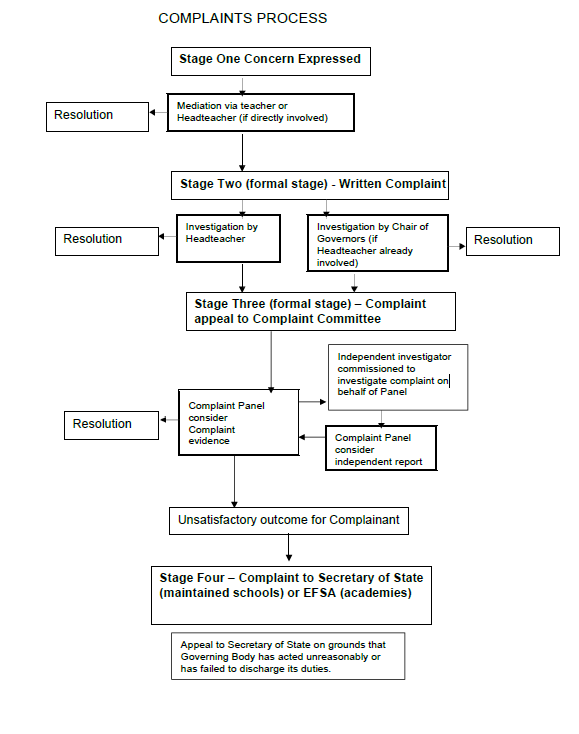 COMPLAINTS PROCESS
Stage One Concern Expressed
Mediation via teacher or
Headteacher (if directly involved)
Resolution
Stage Two (formal stage) - Written Complaint
Investigation by
Headteacher
Resolution
Investigation by Chair of
Governors (if
Headteacher already
involved)
Resolution
Stage Three (formal stage) – Complaint
appeal to Complaint Committee
Independent investigator
commissioned to
investigate complaint on
behalf of Panel
Complaint Panel
consider
Complaint
evidence
Resolution
Complaint Panel
consider
independent report
Unsatisfactory outcome for Complainant
Stage Four – Complaint to Secretary of State
(maintained schools) or EFSA (academies)
Appeal to Secretary of State on grounds that
Governing Body has acted unreasonably or
has failed to discharge its duties.